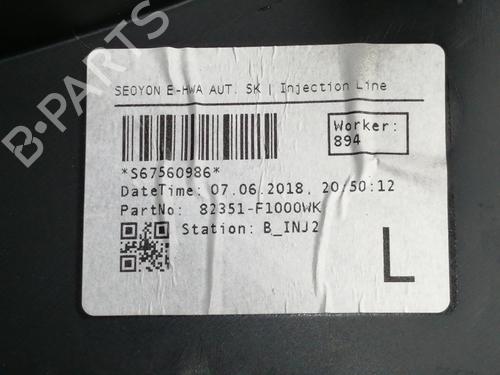 B-PARTS
SEOYON E-HWA AUT. SK | Injection Line
Worker:
894
*S67560986*
DateTime: 07.06.2018, 20:50:12
PartNo: 82351-F1000WK
Station: B_INJ2
L